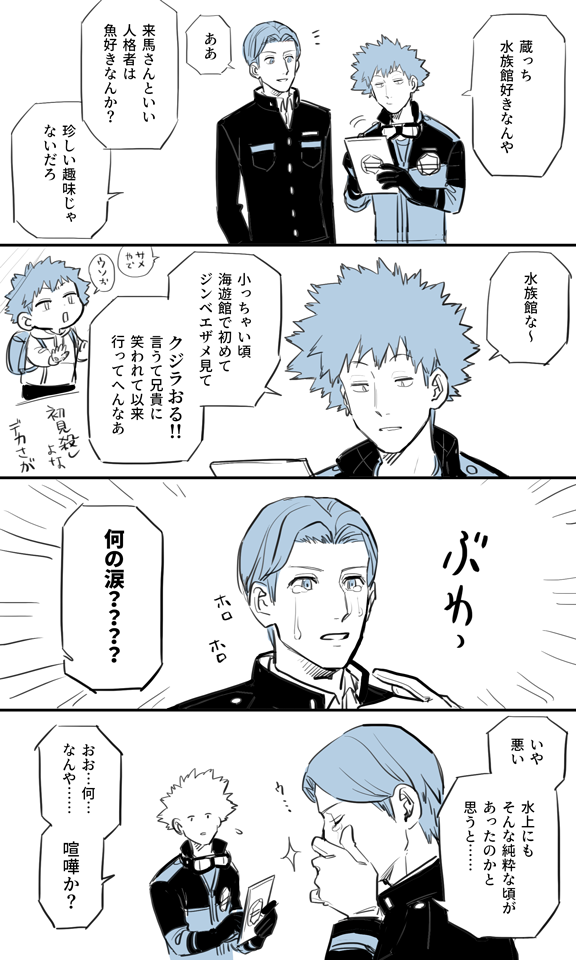 蔵っち
水族館好きなんや
ああ
来馬さんといい
人格者は
魚好きなんか？
珍しい趣味じゃ
ないだろ
水族館な～
小っちゃい頃
海遊館で初めて
ジンベエザメ見て
クジラおる!!
言うて兄貴に
笑われて以来
行ってへんなあ
サメ
やで
ウソォ
初見殺し
よな
デカさが
ぶわっ
ホロ
ホロ
何の涙？？？？
いや
悪い
水上にも
そんな純粋な頃が
あったのかと
思うと……
う…
おお…何…
なんや……
喧嘩か？